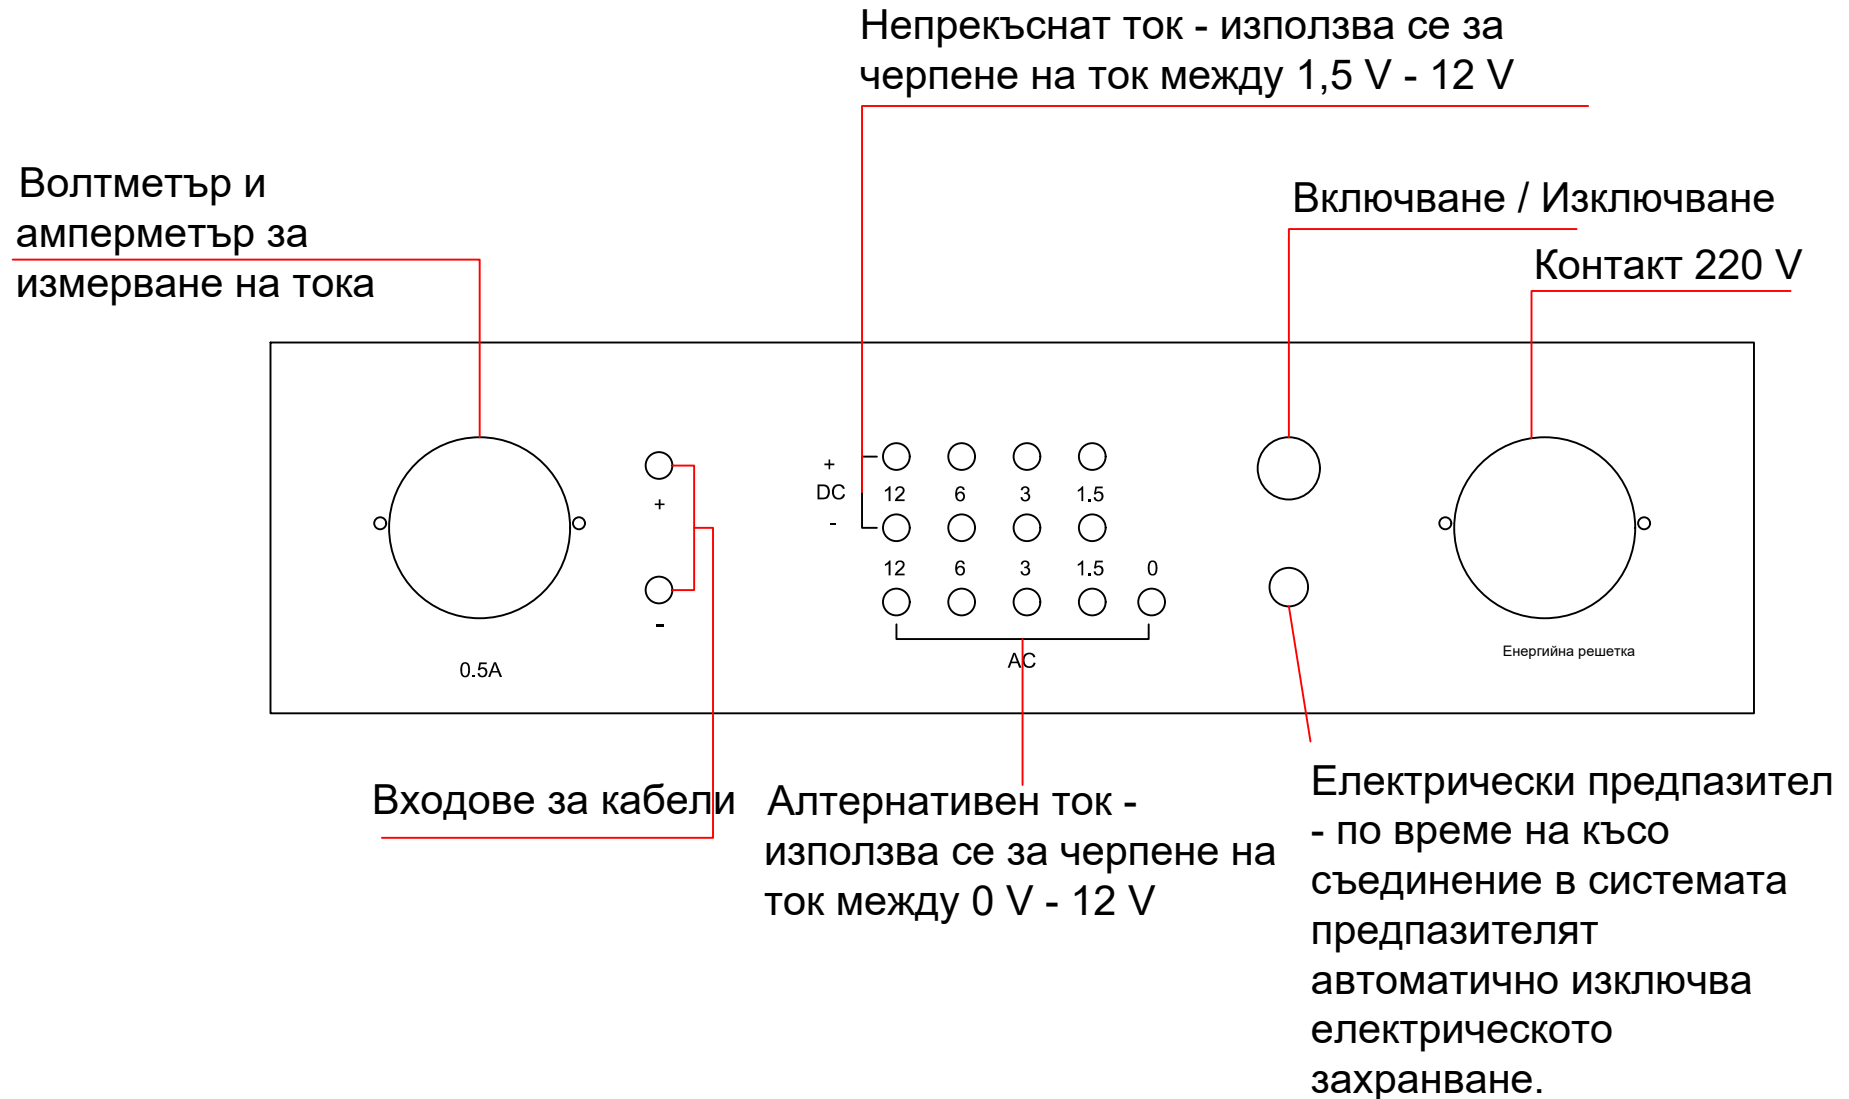 Непрекъснат ток - използва се за
черпене на ток между 1,5 V - 12 V
Волтметър и
амперметър за
измерване на тока
Включване / Изключване
Контакт 220 V
+
DC
-
12 6 3 1.5
12 6 3 1.5 0
AC
+
-
0.5A
Енергийна решетка
Входове за кабели
Алтернативен ток -
използва се за черпене на
ток между 0 V - 12 V
Електрически предпазител
- по време на късо
съединение в системата
предпазителят
автоматично изключва
електрическото
захранване.